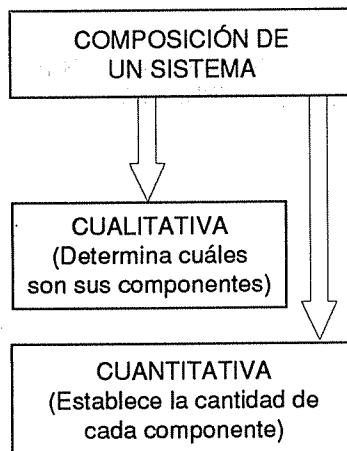 COMPOSICIÓN DE
UN SISTEMA
CUALITATIVA
(Determina cuáles
son sus componentes)
CUANTITATIVA
(Establece la cantidad de
cada componente)